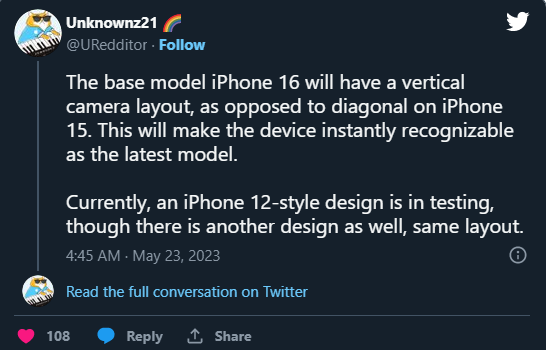 Unknownz21 🌈
@URedditor · Follow
The base model iPhone 16 will have a vertical
camera layout, as opposed to diagonal on iPhone
15. This will make the device instantly recognizable
as the latest model.
Currently, an iPhone 12-style design is in testing,
though there is another design as well, same layout.
4:45 AM · May 23, 2023
Read the full conversation on Twitter
108 Reply Share